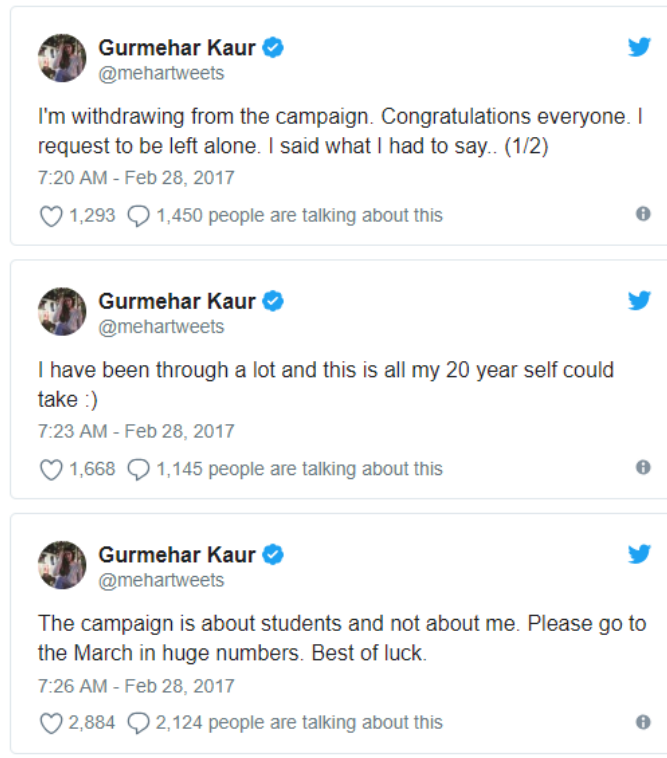 Gurmehar Kaur
@mehartweets
I'm withdrawing from the campaign. Congratulations everyone. I
request to be left alone. I said what I had to say.. (1/2)
7:20 AM - Feb 28, 2017
1,293 1,450 people are talking about this
Gurmehar Kaur
@mehartweets
I have been through a lot and this is all my 20 year self could
take :)
7:23 AM - Feb 28, 2017
1,668 1,145 people are talking about this
Gurmehar Kaur
@mehartweets
The campaign is about students and not about me. Please go to
the March in huge numbers. Best of luck.
7:26 AM - Feb 28, 2017
2,884 2,124 people are talking about this